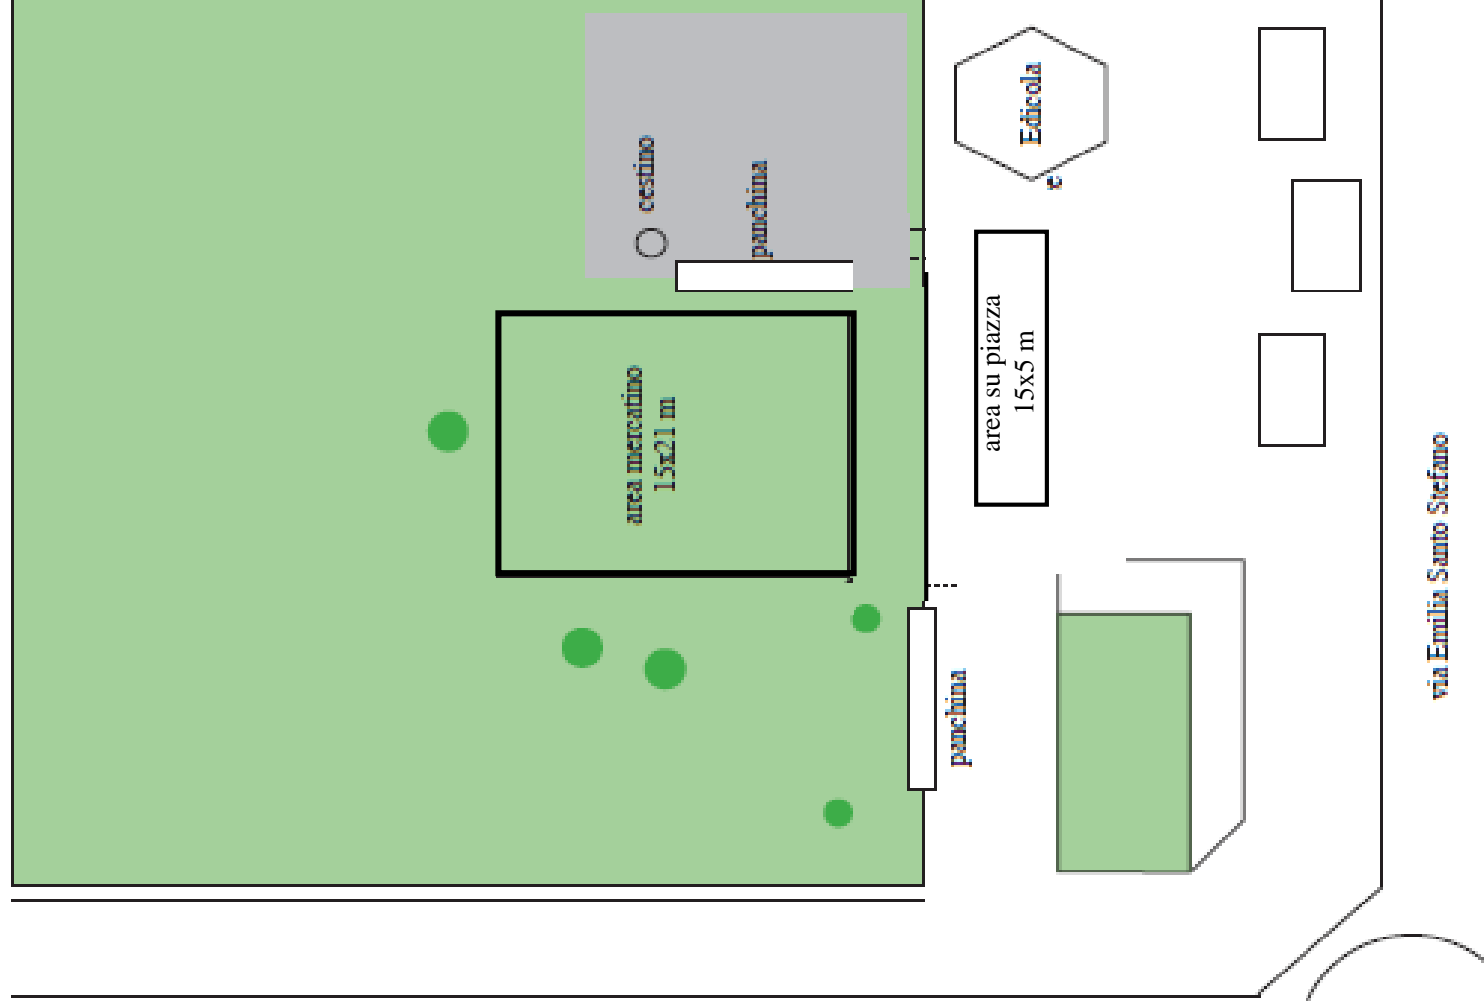 cestino
panchina
Edicola
e
area mercatino
15x21 m
area su piazza
15x5 m
panchina
via Emilia Santo Stefano